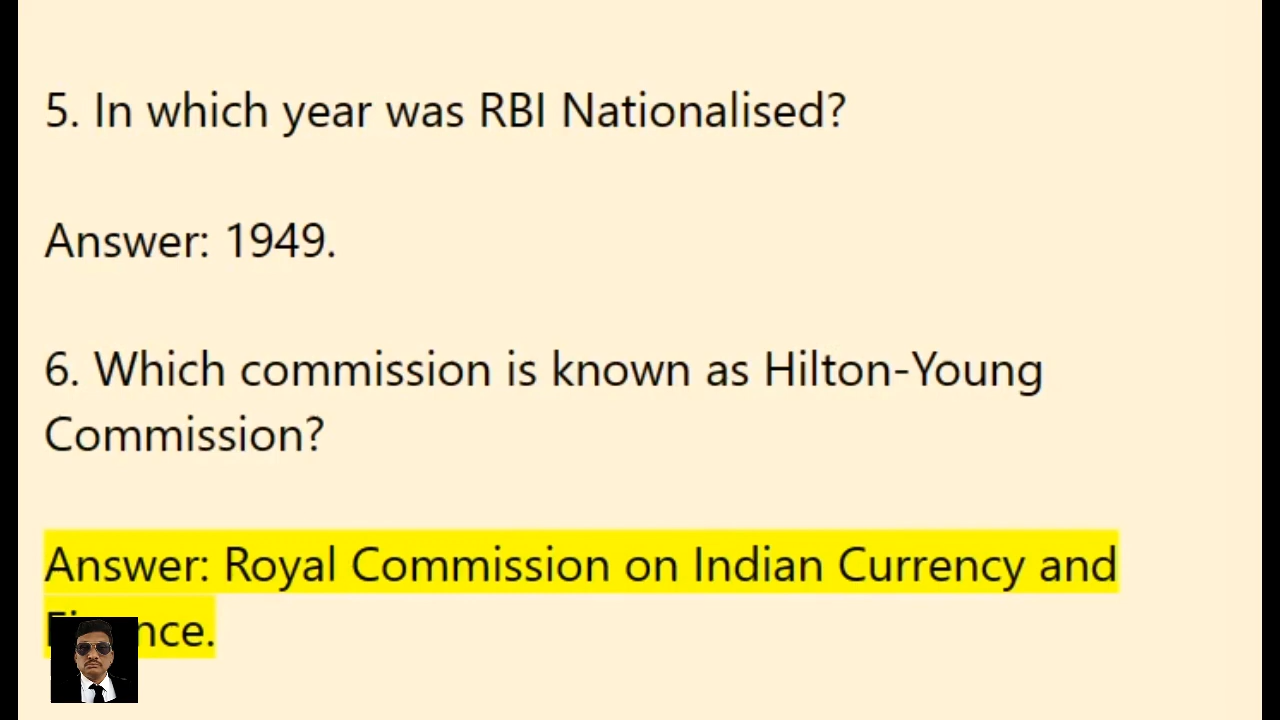 5. In which year was RBI Nationalised?
Answer: 1949.
6. Which commission is known as Hilton-Young
Commission?
Answer: Royal Commission on Indian Currency and